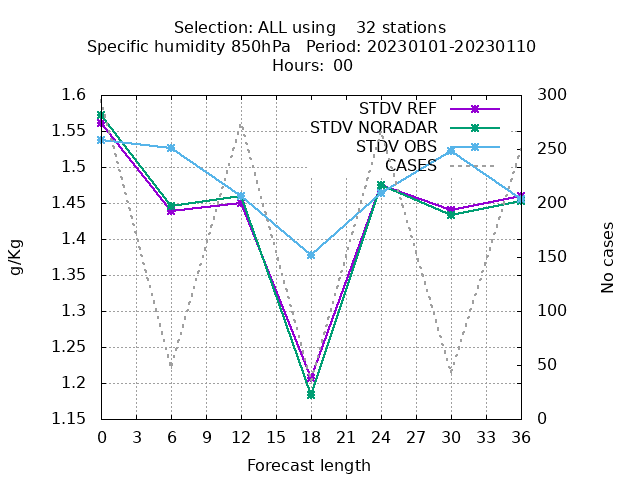 Selection: ALL using    32 stations
Specific humidity 850hPa   Period: 20230101-20230110
Hours:  00
1.6
1.55
1.5
1.45
1.4
1.35
1.3
1.25
1.2
1.15
g/Kg
STDV REF
STDV NORADAR
STDV OBS
CASES
300
250
200
150
100
50
0
No cases
0 3 6 9 12 15 18 21 24 27 30 33 36
Forecast length